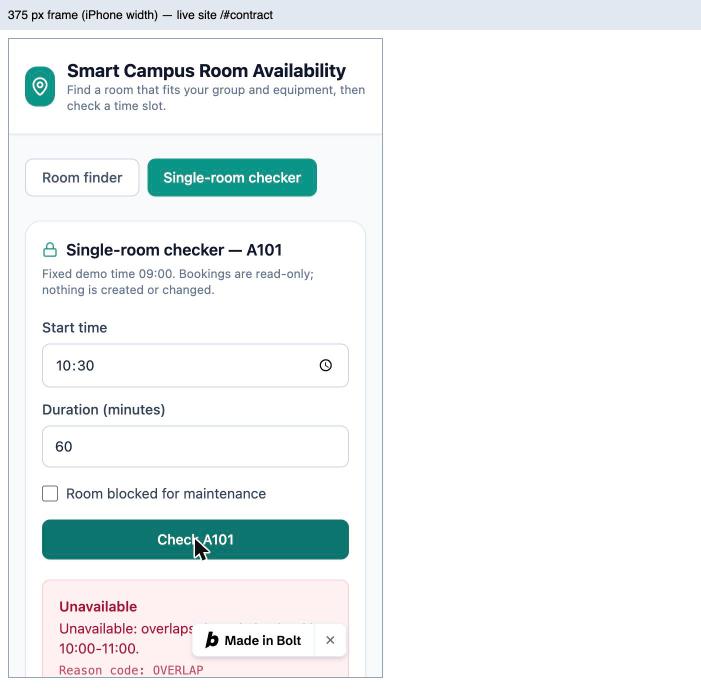 375 px frame (iPhone width) — live site /#contract
Smart Campus Room Availability
Find a room that fits your group and equipment, then
check a time slot.
Room finder
Single-room checker
Single-room checker — A101
Fixed demo time 09:00. Bookings are read-only;
nothing is created or changed.
Start time
10:30
Duration (minutes)
60
Room blocked for maintenance
Check A101
Unavailable
Unavailable: overlaps
10:00-11:00.
Made in Bolt
Reason code: OVERLAP